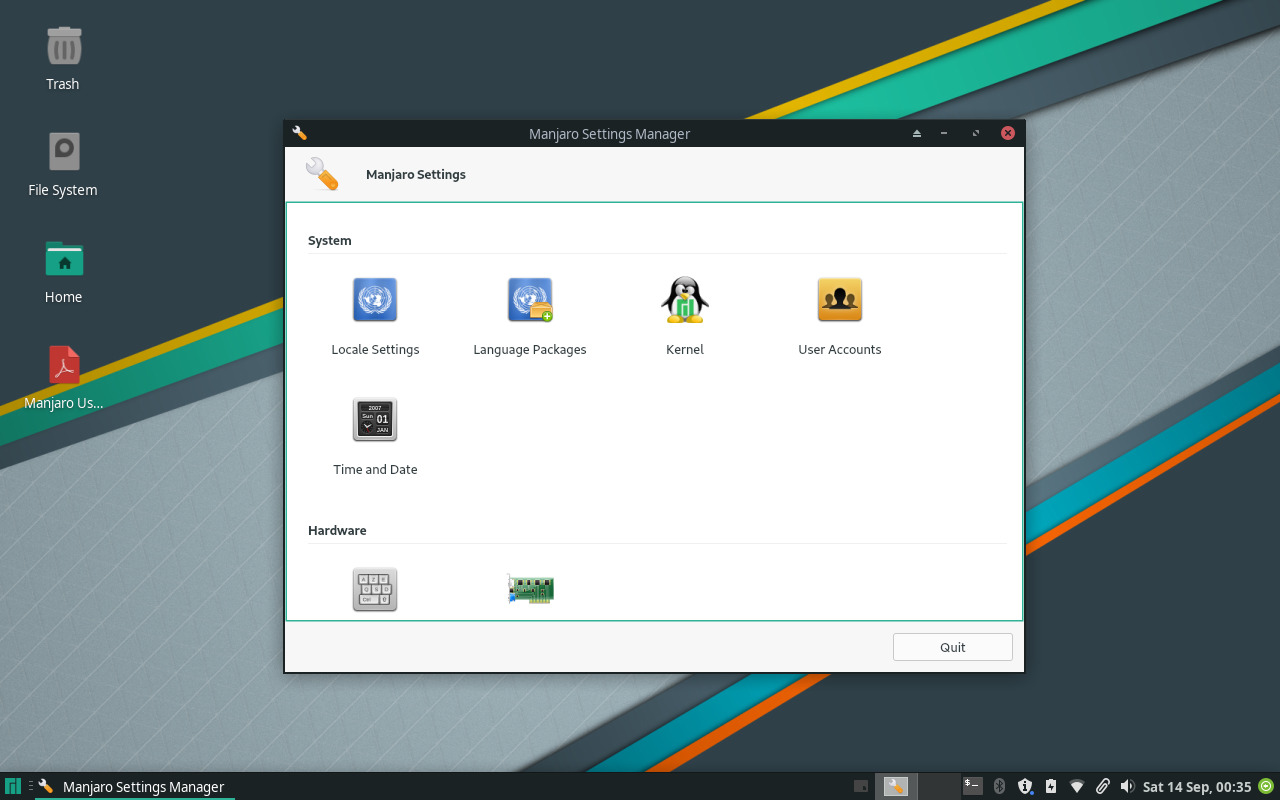 Trash
File System
Home
Manjaro Us...
Manjaro Settings Manager
Manjaro Settings
System
Locale Settings
Language Packages
Kernel
User Accounts
2007
Sun
01
JAN
Time and Date
Hardware
Quit
Manjaro Settings Manager
$-
Sat 14 Sep, 00:35